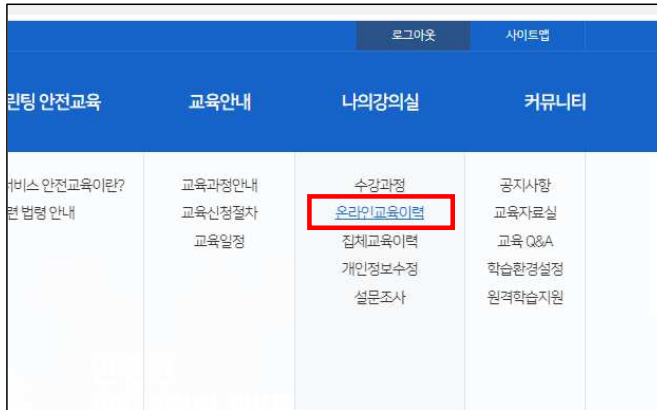 로그아웃 사이트맵
린팅 안전교육 교육안내 나의강의실 커뮤니티
서비스 안전교육이란? 교육과정안내 수강과정 공지사항
련 법령 안내 교육신청절차 온라인교육이력 교육자료실
교육일정 집체교육이력 교육 Q&A
개인정보수정 학습환경설정
설문조사 원격학습지원